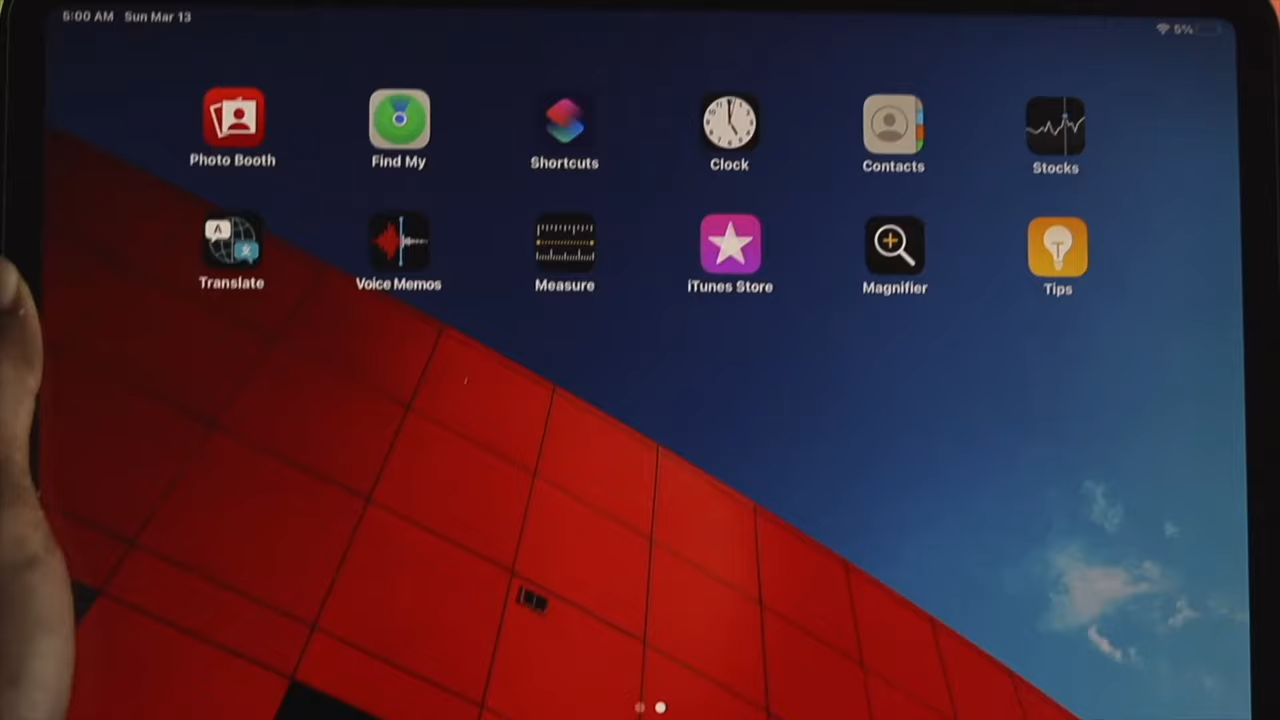 5:00 AM Sun Mar 13
5%
Photo Booth Find My Shortcuts Clock Contacts Stocks
A
Translate Voice Memos Measure iTunes Store Magnifier Tips